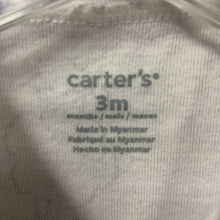 carter's
3m
months / mois / meses
Made in Myanmar
Fabriqué au Myanmar
Hecho en Myanmar